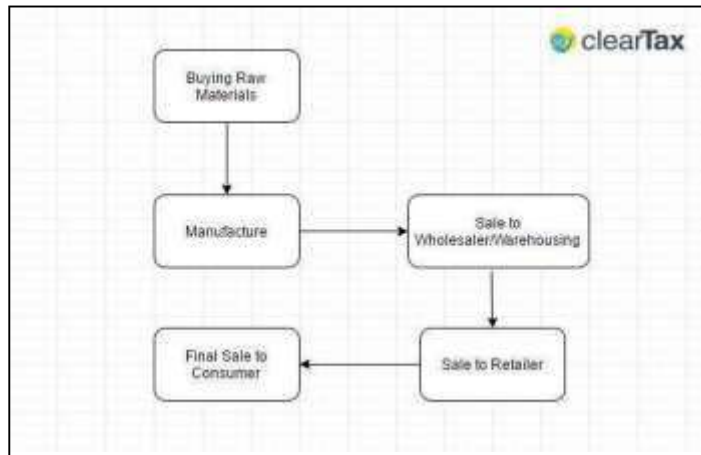 clearTax
Buying Raw
Materials
Manufacture
Sale to
Wholesaler/Warehousing
Sale to Retailer
Final Sale to
Consumer